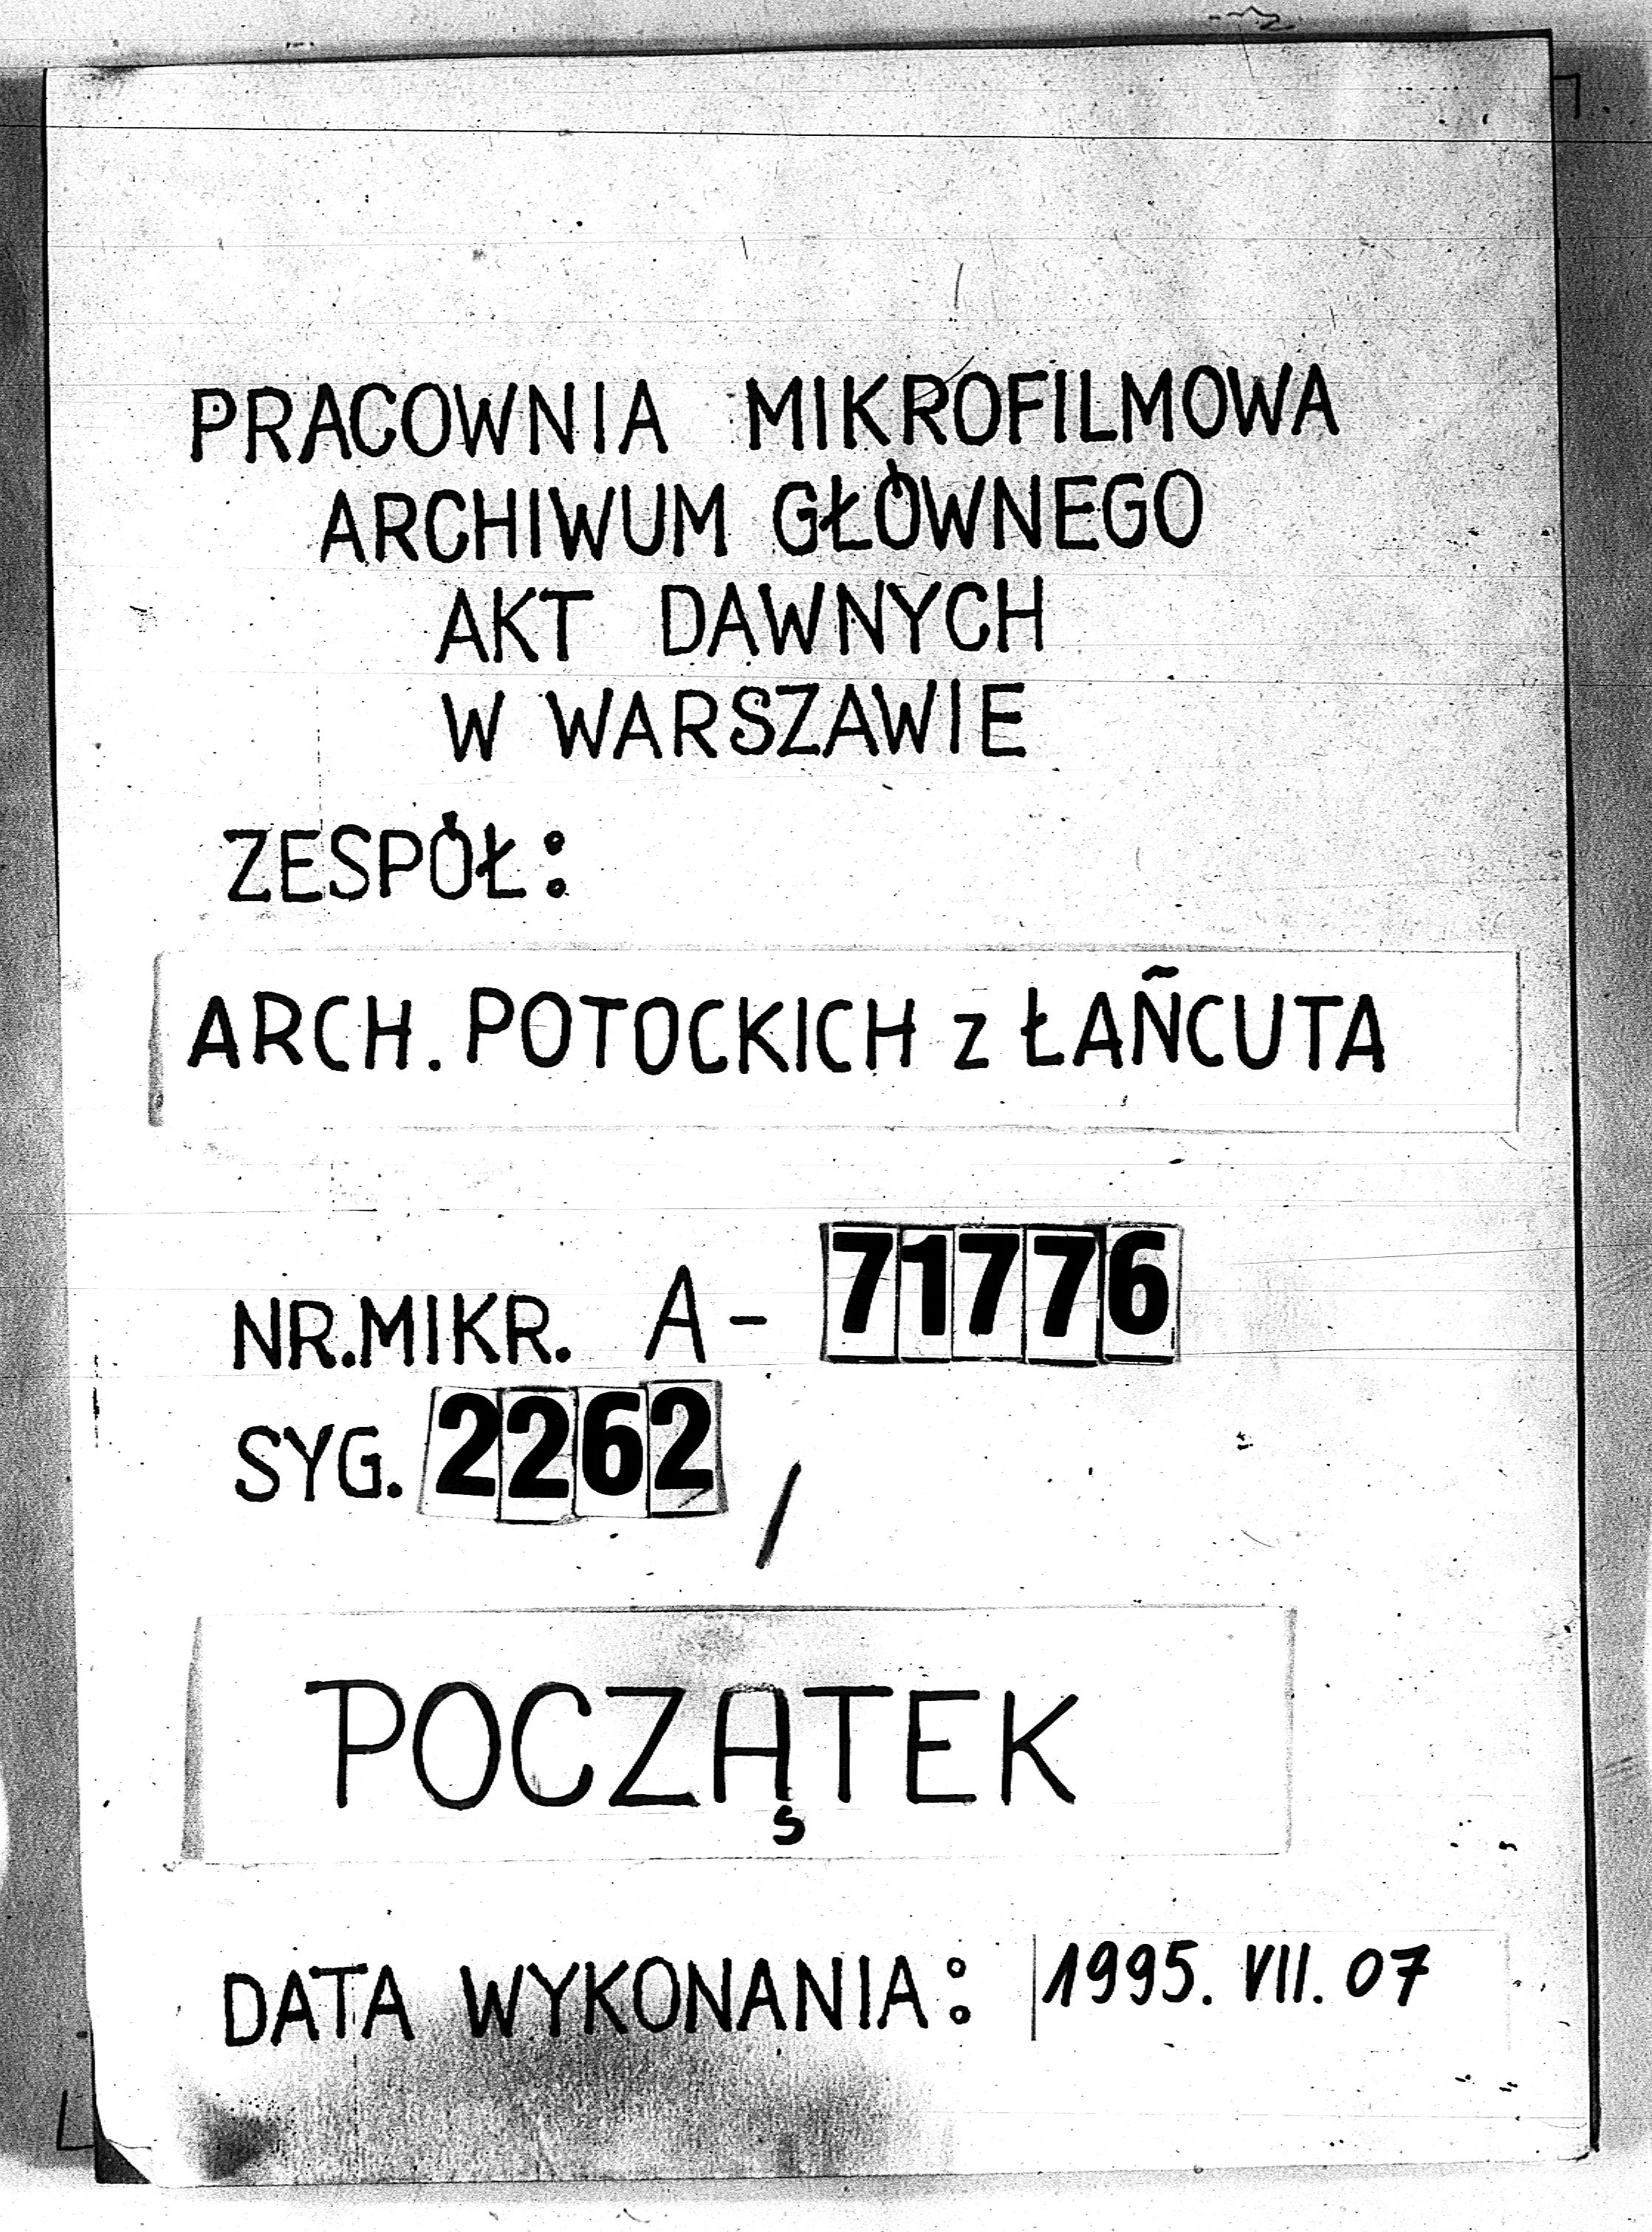 PRACOWNIA MIKROFILMOWA
ARCHIWUM GŁÓWNEGO
AKT DAWNYCH
W WARSZAWIE
ZESPÓŁ:
ARCH. POTOCKICH z ŁAÑCUTA
NR.MIKR. A- 71776
SYG. 2262 /
POCZĄTEK
DATA WYKONANIA: 1995. VII. 07